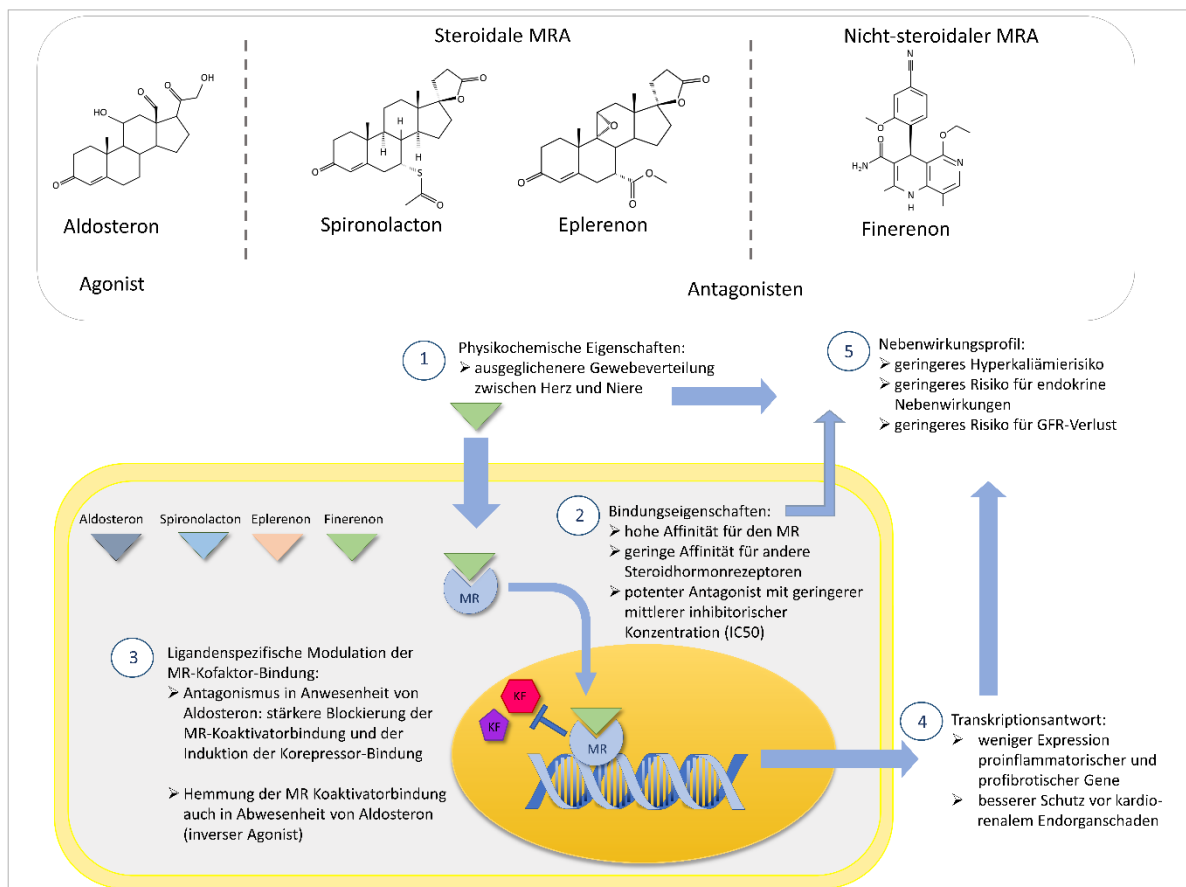 Steroidale MRA
Nicht-steroidaler MRA
Aldosteron
Spironolacton
Eplerenon
Finerenon
Agonist
Antagonisten
1
Physikochemische Eigenschaften:
➢ ausgeglichenere Gewebeverteilung
zwischen Herz und Niere
5
Nebenwirkungsprofil:
➢ geringeres Hyperkaliämierisiko
➢ geringeres Risiko für endokrine
Nebenwirkungen
➢ geringeres Risiko für GFR-Verlust
Aldosteron
Spironolacton
Eplerenon
Finerenon
2
Bindungseigenschaften:
➢ hohe Affinität für den MR
➢ geringe Affinität für andere
Steroidhormonrezeptoren
➢ potenter Antagonist mit geringerer
mittlerer inhibitorischer
Konzentration (IC50)
MR
3
Ligandenspezifische Modulation der
MR-Kofaktor-Bindung:
➢ Antagonismus in Anwesenheit von
Aldosteron: stärkere Blockierung der
MR-Koaktivatorbindung und der
Induktion der Korepressor-Bindung
➢ Hemmung der MR Koaktivatorbindung
auch in Abwesenheit von Aldosteron
(inverser Agonist)
KF
KF
MR
4
Transkriptionsantwort:
➢ weniger Expression
proinflammatorischer und
profibrotischer Gene
➢ besserer Schutz vor kardio-
renalem Endorganschaden
OH
O
O
HO
O
O
O
H
H
H
S
O
O
O
O
O
O
O
O
N
O
O
O
N
H₂N
N
H